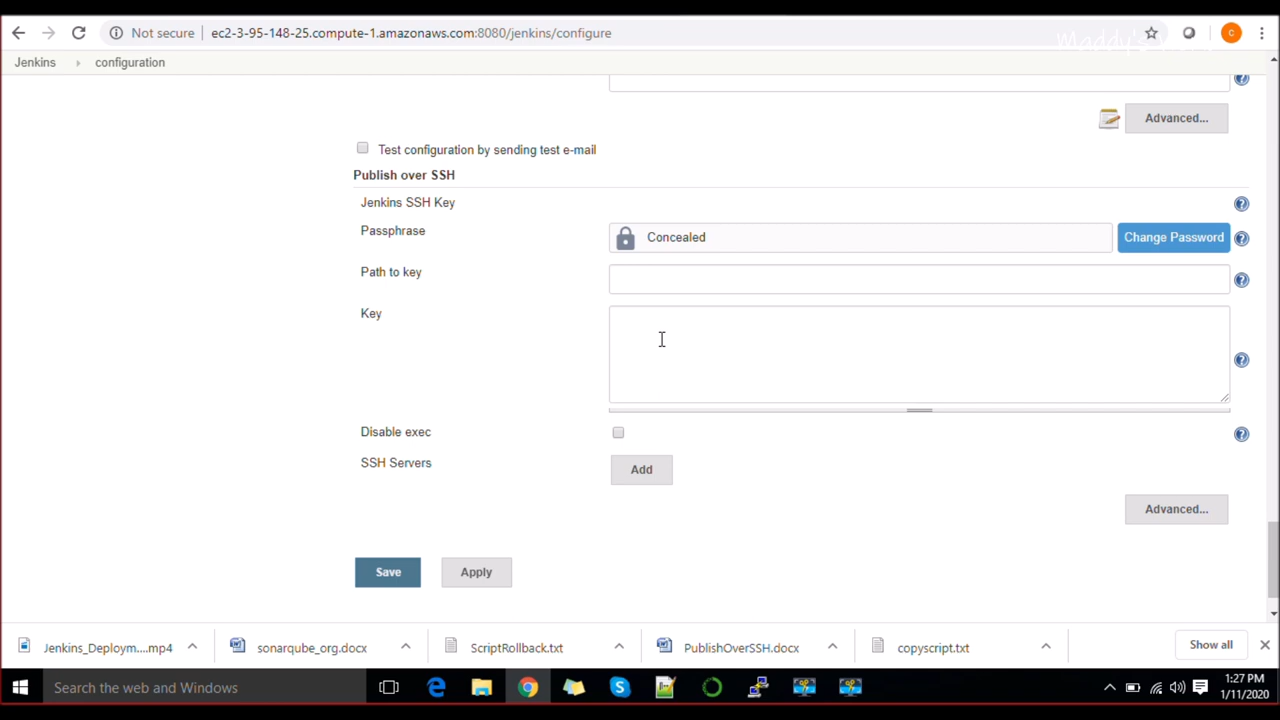 Not secure ec2-3-95-148-25.compute-1.amazonaws.com:8080/jenkins/configure
C
Maddy's
Jenkins configuration
Advanced...
Test configuration by sending test e-mail
Publish over SSH
Jenkins SSH Key
Passphrase Concealed Change Password
Path to key
Key
Disable exec
SSH Servers Add
Advanced...
Save Apply
Jenkins_Deploym....mp4 sonarqube_org.docx ScriptRollback.txt PublishOverSSH.docx copyscript.txt Show all
Search the web and Windows
1:27 PM
1/11/2020